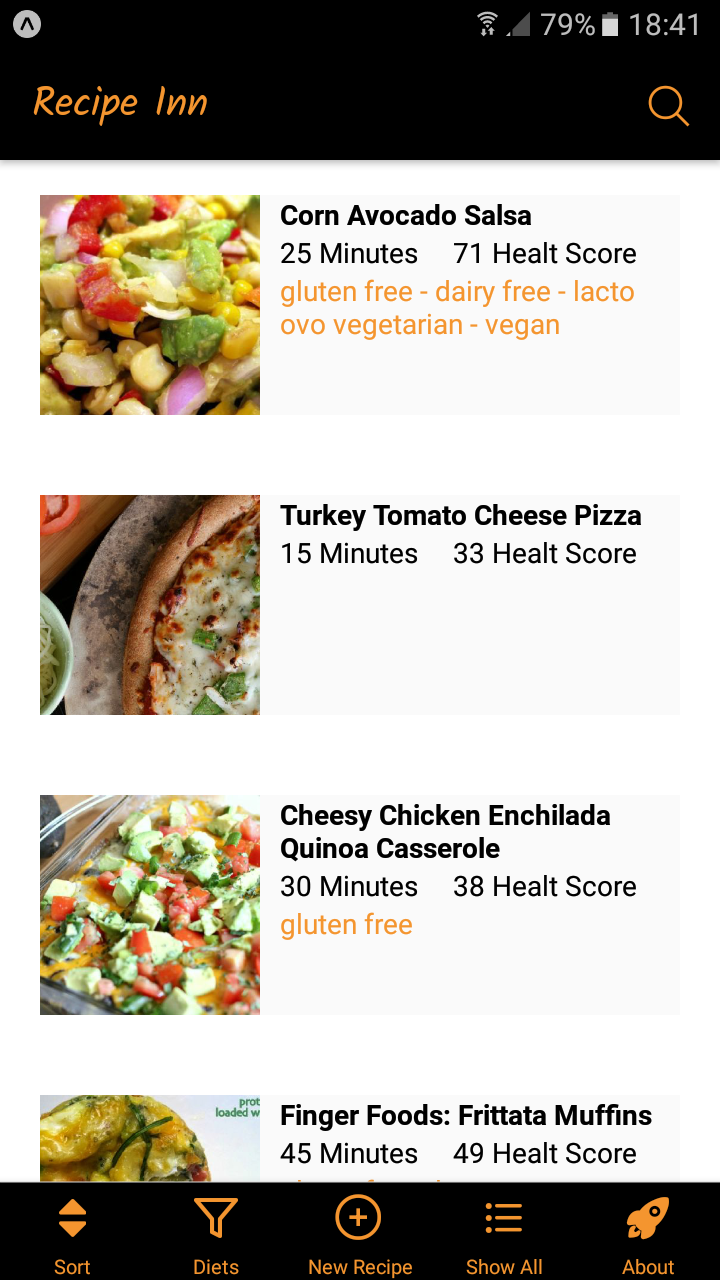 79% 18:41
Recipe Inn
Corn Avocado Salsa
25 Minutes 71 Healt Score
gluten free - dairy free - lacto
ovo vegetarian - vegan
Turkey Tomato Cheese Pizza
15 Minutes 33 Healt Score
Cheesy Chicken Enchilada
Quinoa Casserole
30 Minutes 38 Healt Score
gluten free
prot
loaded w
Finger Foods: Frittata Muffins
45 Minutes 49 Healt Score
Sort Diets New Recipe Show All About